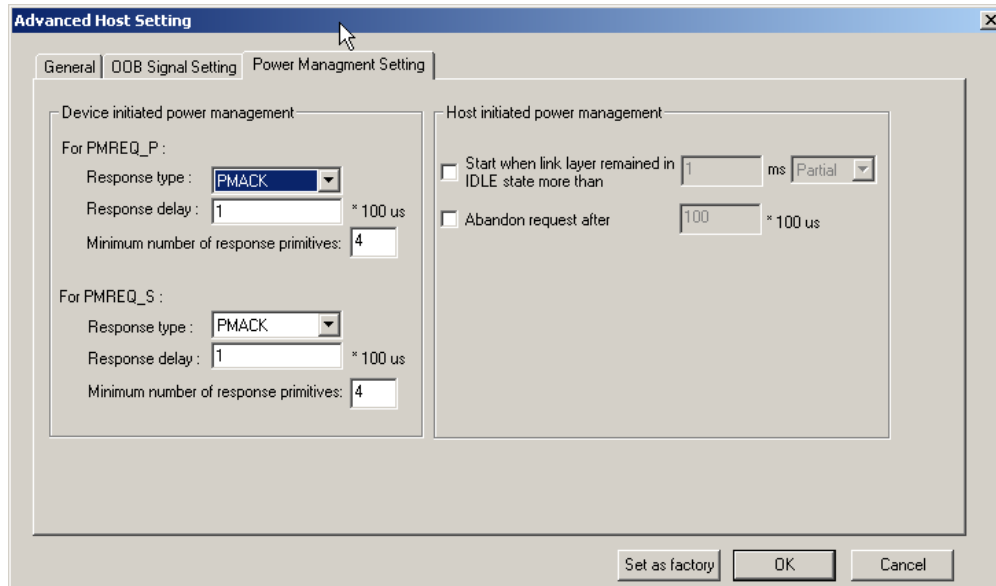 Advanced Host Setting
General
OOB Signal Setting
Power Managment Setting
Device initiated power management
For PMREQ_P :
Response type : PMACK
Response delay : 1 * 100 us
Minimum number of response primitives: 4
For PMREQ_S :
Response type : PMACK
Response delay : 1 * 100 us
Minimum number of response primitives: 4
Host initiated power management
Start when link layer remained in
IDLE state more than
1 ms Partial
Abandon request after 100 * 100 us
Set as factory
OK
Cancel